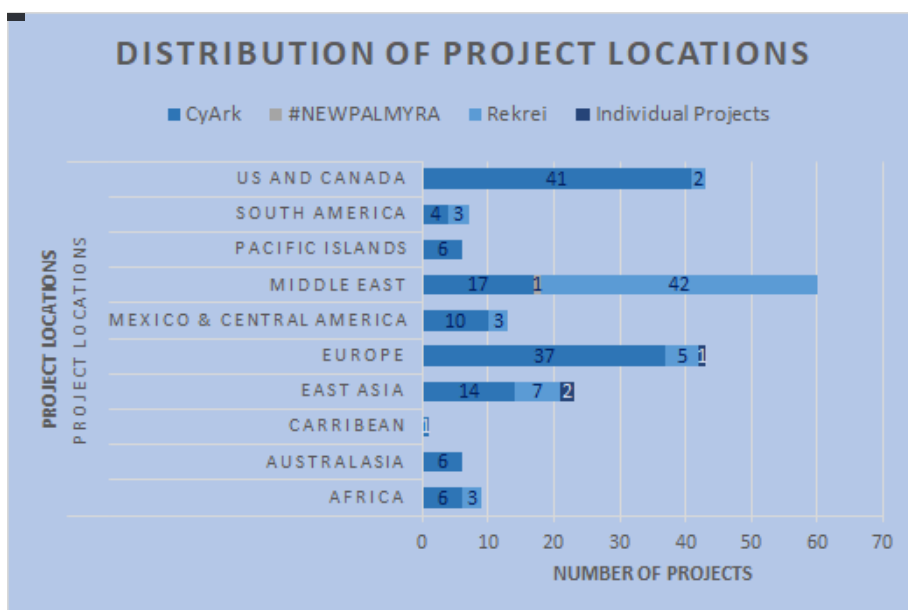 DISTRIBUTION OF PROJECT LOCATIONS
CyArk #NEWPALMYRA Rekrei Individual Projects
PROJECT LOCATIONS
PROJECT LOCATIONS
US AND CANADA 41 2
SOUTH AMERICA 4 3
PACIFIC ISLANDS 6
MIDDLE EAST 17 1 42
MEXICO & CENTRAL AMERICA 10 3
EUROPE 37 5 1
EAST ASIA 14 7 2
CARRIBEAN 1
AUSTRALASIA 6
AFRICA 6 3
0 10 20 30 40 50 60 70
NUMBER OF PROJECTS